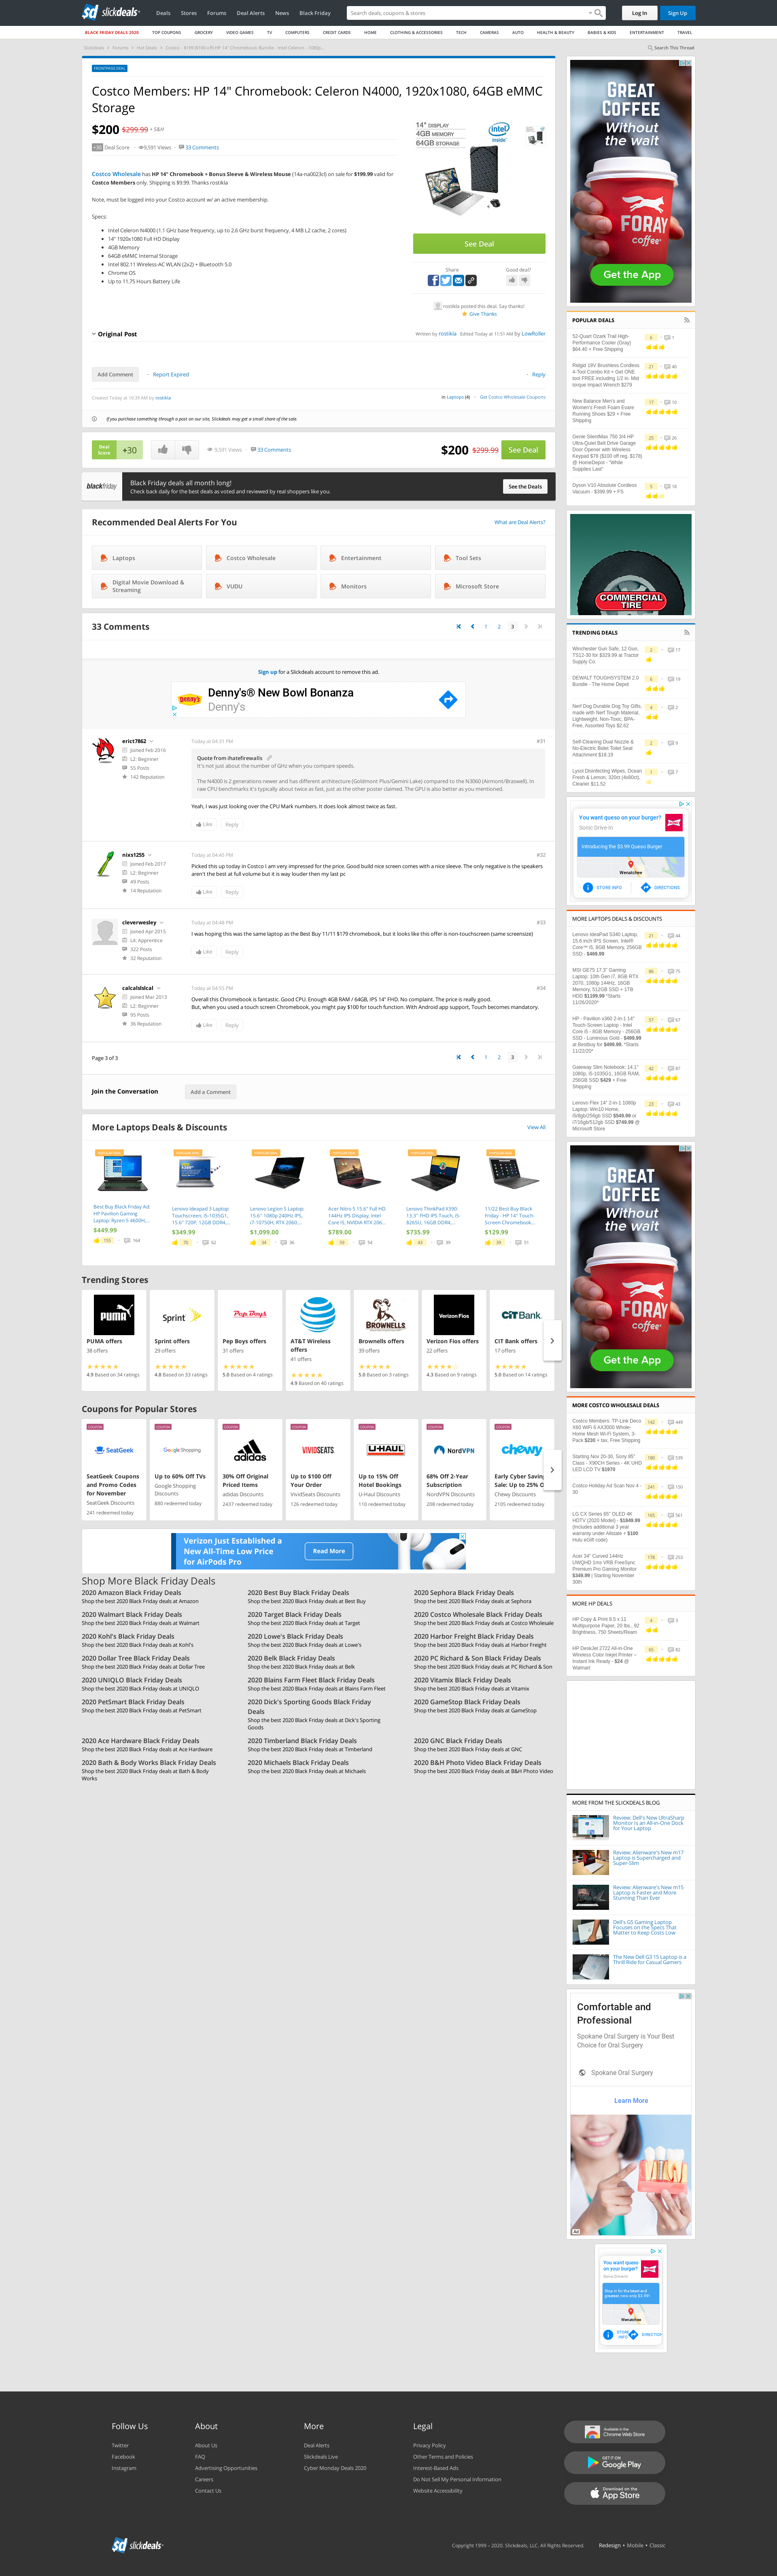 slickdeals
Deals
Stores
Forums
Deal Alerts
News
Black Friday
Search deals, coupons & stores
Log In
Sign Up
BLACK FRIDAY DEALS 2020
TOP COUPONS
GROCERY
VIDEO GAMES
TV
COMPUTERS
CREDIT CARDS
HOME
CLOTHING & ACCESSORIES
TECH
CAMERAS
AUTO
HEALTH & BEAUTY
BABIES & KIDS
ENTERTAINMENT
TRAVEL
Search This Thread
FRONTPAGE DEAL
Costco Members: HP 14" Chromebook: Celeron N4000, 1920x1080, 64GB eMMC
Storage
$200 $299.99 + S&H
+30 Deal Score
9,591 Views
33 Comments
Costco Wholesale has HP 14" Chromebook + Bonus Sleeve & Wireless Mouse (14a-na0023cl) on sale for $199.99 valid for
Costco Members only. Shipping is $9.99. Thanks rostikla
Note, must be logged into your Costco account w/ an active membership.
Specs:
Intel Celeron N4000 (1.1 GHz base frequency, up to 2.6 GHz burst frequency, 4 MB L2 cache, 2 cores)
14" 1920x1080 Full HD Display
4GB Memory
64GB eMMC Internal Storage
Intel 802.11 Wireless-AC WLAN (2x2) + Bluetooth 5.0
Chrome OS
Up to 11.75 Hours Battery Life
14" DISPLAY
4GB MEMORY
64GB STORAGE
See Deal
Share
Good deal?
rostikla posted this deal. Say thanks!
Give Thanks
Original Post
Written by rostikla Edited Today at 11:51 AM by LowRoller
Add Comment
Report Expired
Reply
Created Today at 10:39 AM by rostikla
in Laptops (4)
Get Costco Wholesale Coupons
If you purchase something through a post on our site, Slickdeals may get a small share of the sale.
Deal
Score
+30
9,591 Views
33 Comments
$200 $299.99
See Deal
blackfriday
Black Friday deals all month long!
Check back daily for the best deals as voted and reviewed by real shoppers like you.
See the Deals
Recommended Deal Alerts For You
What are Deal Alerts?
Laptops
Costco Wholesale
Entertainment
Tool Sets
Digital Movie Download &
Streaming
VUDU
Monitors
Microsoft Store
33 Comments
1
2
3
Sign up for a Slickdeals account to remove this ad.
Denny's® New Bowl Bonanza
Denny's
erict7862
Joined Feb 2016
L2: Beginner
55 Posts
142 Reputation
Today at 04:31 PM
#31
Quote from ihatefirewalls
It's not just about the number of GHz when you compare speeds.
The N4000 is 2 generations newer and has different architecture (Goldmont Plus/Gemini Lake) compared to the N3060 (Airmont/Braswell). In
raw CPU benchmarks it's typically about twice as fast, just as the other poster claimed. The GPU is also better as you mentioned.
Yeah, I was just looking over the CPU Mark numbers. It does look almost twice as fast.
Like
Reply
nixs1255
Joined Feb 2017
L2: Beginner
49 Posts
14 Reputation
Today at 04:45 PM
#32
Picked this up today in Costco I am very impressed for the price. Good build nice screen comes with a nice sleeve. The only negative is the speakers
ain't the best at full volume but it is way louder then my last pc
Like
Reply
cleverwesley
Joined Apr 2015
L4: Apprentice
322 Posts
32 Reputation
Today at 04:48 PM
#33
I was hoping this was the same laptop as the Best Buy 11/11 $179 chromebook, but it looks like this offer is non-touchscreen (same screensize)
Like
Reply
calcalslslcal
Joined Mar 2013
L2: Beginner
95 Posts
36 Reputation
Today at 04:55 PM
#34
Overall this Chromebook is fantastic. Good CPU. Enough 4GB RAM / 64GB, IPS 14" FHD. No complaint. The price is really good.
But, when you used a touch screen Chromebook, you might pass for 10" tablet with touch function. With Android app support, Touch becomes mandatory.
Like
Reply
Page 3 of 3
1
2
3
Join the Conversation
Add a Comment
More Laptops Deals & Discounts
View All
Best Buy Black Friday Ad:
HP Pavilion Gaming
Laptop: Ryzen 5 4600H,...
$449.99
155
164
Lenovo Ideapad 3 Laptop:
Touchscreen, i5-1035G1,
15.6" 720P, 12GB DDR4,...
$349.99
70
62
Lenovo Legion 5 Laptop:
15.6" 1080p 240Hz IPS,
i7-10750H, RTX 2060,...
$1,099.00
34
36
Acer Nitro 5 15.6" Full HD
144Hz IPS Display, Intel
Core i5, NVIDIA RTX 206...
$789.00
59
54
Lenovo ThinkPad X390:
13.3" FHD IPS Touch, i5-
8265U, 16GB DDR4,...
$735.99
43
39
11/22 Best Buy Black
Friday - HP 14" Touch-
Screen Chromebook...
$129.99
39
51
Trending Stores
PUMA offers
38 offers
4.9 Based on 34 ratings
Sprint offers
29 offers
4.8 Based on 33 ratings
Pep Boys offers
31 offers
5.0 Based on 4 ratings
AT&T Wireless
offers
41 offers
4.9 Based on 40 ratings
Brownells offers
39 offers
5.0 Based on 3 ratings
Verizon Fios offers
22 offers
4.3 Based on 9 ratings
CIT Bank offers
17 offers
5.0 Based on 14 ratings
Coupons for Popular Stores
SeatGeek Coupons
and Promo Codes
for November
SeatGeek Discounts
241 redeemed today
Up to 60% Off TVs
Google Shopping
Discounts
880 redeemed today
30% Off Original
Priced Items
adidas Discounts
2437 redeemed today
Up to $100 Off
Your Order
VividSeats Discounts
126 redeemed today
Up to 15% Off
Hotel Bookings
U-Haul Discounts
110 redeemed today
68% Off 2-Year
Subscription
NordVPN Discounts
208 redeemed today
Early Cyber Saving
Sale: Up to 25% O
Chewy Discounts
2105 redeemed today
Verizon Just Established a
New All-Time Low Price
for AirPods Pro
Read More
Shop More Black Friday Deals
2020 Amazon Black Friday Deals
Shop the best 2020 Black Friday deals at Amazon
2020 Best Buy Black Friday Deals
Shop the best 2020 Black Friday deals at Best Buy
2020 Sephora Black Friday Deals
Shop the best 2020 Black Friday deals at Sephora
2020 Walmart Black Friday Deals
Shop the best 2020 Black Friday deals at Walmart
2020 Target Black Friday Deals
Shop the best 2020 Black Friday deals at Target
2020 Costco Wholesale Black Friday Deals
Shop the best 2020 Black Friday deals at Costco Wholesale
2020 Kohl's Black Friday Deals
Shop the best 2020 Black Friday deals at Kohl's
2020 Lowe's Black Friday Deals
Shop the best 2020 Black Friday deals at Lowe's
2020 Harbor Freight Black Friday Deals
Shop the best 2020 Black Friday deals at Harbor Freight
2020 Dollar Tree Black Friday Deals
Shop the best 2020 Black Friday deals at Dollar Tree
2020 Belk Black Friday Deals
Shop the best 2020 Black Friday deals at Belk
2020 PC Richard & Son Black Friday Deals
Shop the best 2020 Black Friday deals at PC Richard & Son
2020 UNIQLO Black Friday Deals
Shop the best 2020 Black Friday deals at UNIQLO
2020 Blains Farm Fleet Black Friday Deals
Shop the best 2020 Black Friday deals at Blains Farm Fleet
2020 Vitamix Black Friday Deals
Shop the best 2020 Black Friday deals at Vitamix
2020 PetSmart Black Friday Deals
Shop the best 2020 Black Friday deals at PetSmart
2020 Dick's Sporting Goods Black Friday
Deals
Shop the best 2020 Black Friday deals at Dick's Sporting
Goods
2020 GameStop Black Friday Deals
Shop the best 2020 Black Friday deals at GameStop
2020 Ace Hardware Black Friday Deals
Shop the best 2020 Black Friday deals at Ace Hardware
2020 Timberland Black Friday Deals
Shop the best 2020 Black Friday deals at Timberland
2020 GNC Black Friday Deals
Shop the best 2020 Black Friday deals at GNC
2020 Bath & Body Works Black Friday Deals
Shop the best 2020 Black Friday deals at Bath & Body
Works
2020 Michaels Black Friday Deals
Shop the best 2020 Black Friday deals at Michaels
2020 B&H Photo Video Black Friday Deals
Shop the best 2020 Black Friday deals at B&H Photo Video
GREAT
COFFEE
Without
the wait
FORAY
coffee
Get the App
POPULAR DEALS
52-Quart Ozark Trail High-
Performance Cooler (Gray)
$64.40 + Free Shipping
Ridgid 18V Brushless Cordless
4-Tool Combo Kit + Get ONE
tool FREE including 1/2 in. Mid
torque Impact Wrench $279
New Balance Men's and
Women's Fresh Foam Evare
Running Shoes $29 + Free
Shipping
Genie SilentMax 750 3/4 HP
Ultra-Quiet Belt Drive Garage
Door Opener with Wireless
Keypad $78 ($100 off reg. $178)
@ HomeDepot - "While
Supplies Last"
Dyson V10 Absolute Cordless
Vacuum - $399.99 + FS
COMMERCIAL
TIRE
TRENDING DEALS
Winchester Gun Safe, 12 Gun,
TS12-30 for $329.99 at Tractor
Supply Co.
DEWALT TOUGHSYSTEM 2.0
Bundle - The Home Depot
Nerf Dog Durable Dog Toy Gifts,
made with Nerf Tough Material,
Lightweight, Non-Toxic, BPA-
Free, Assorted Toys $2.62
Self-Cleaning Dual Nozzle &
No-Electric Bidet Toilet Seat
Attachment $18.19
Lysol Disinfecting Wipes, Ocean
Fresh & Lemon, 320ct (4x80ct),
Cleaner $11.52
You want queso on your burger?
Sonic Drive-In
Introducing the $3.99 Queso Burger
Wenatchee
STORE INFO
DIRECTIONS
MORE LAPTOPS DEALS & DISCOUNTS
Lenovo IdeaPad S340 Laptop,
15.6 inch IPS Screen, Intel®
Core™ i5, 8GB Memory, 256GB
SSD - $469.99
MSI GE75 17.3" Gaming
Laptop: 10th Gen i7, 8GB RTX
2070, 1080p 144Hz, 16GB
Memory, 512GB SSD + 1TB
HDD $1199.99 *Starts
11/26/2020*
HP - Pavilion x360 2-in-1 14"
Touch-Screen Laptop - Intel
Core i5 - 8GB Memory - 256GB
SSD - Luminous Gold - $499.99
at Bestbuy for $499.99. *Starts
11/22/20*
Gateway Slim Notebook: 14.1"
1080p, i5-1035G1, 16GB RAM,
256GB SSD $429 + Free
Shipping
Lenovo Flex 14" 2-in-1 1080p
Laptop: Win10 Home,
i5/8gb/256gb SSD $549.99 or
i7/16gb/512gb SSD $749.99 @
Microsoft Store
GREAT
COFFEE
Without
the wait
FORAY
coffee
Get the App
MORE COSTCO WHOLESALE DEALS
Costco Members: TP-Link Deco
X60 WiFi 6 AX3000 Whole-
Home Mesh Wi-Fi System, 3-
Pack $230 + tax, Free Shipping
Starting Nov 20-30, Sony 85"
Class - X90CH Series - 4K UHD
LED LCD TV $1970
Costco Holiday Ad Scan Nov 4 -
30
LG CX Series 65" OLED 4K
HDTV (2020 Model) - $1849.99
(Includes additional 3 year
warranty under Allstate + $100
Hulu eGift code)
Acer 34" Curved 144Hz
UWQHD 1ms VRB FreeSync
Premium Pro Gaming Monitor
$349.99 | Starting November
30th
MORE HP DEALS
HP Copy & Print 8.5 x 11
Multipurpose Paper, 20 lbs., 92
Brightness, 750 Sheets/Ream
HP DeskJet 2722 All-in-One
Wireless Color Inkjet Printer –
Instant Ink Ready - $24 @
Walmart
MORE FROM THE SLICKDEALS BLOG
Review: Dell's New UltraSharp
Monitor Is an All-in-One Dock
for Your Laptop
Review: Alienware's New m17
Laptop is Supercharged and
Super-Slim
Review: Alienware's New m15
Laptop is Faster and More
Stunning Than Ever
Dell's G5 Gaming Laptop
Focuses on the Specs That
Matter to Keep Costs Low
The New Dell G3 15 Laptop is a
Thrill Ride for Casual Gamers
Comfortable and
Professional
Spokane Oral Surgery is Your Best
Choice for Oral Surgery
Spokane Oral Surgery
Learn More
Ad
You want queso
on your burger?
Wenatchee
STORE
INFO
Follow Us
Twitter
Facebook
Instagram
About
About Us
FAQ
Advertising Opportunities
Careers
Contact Us
More
Deal Alerts
Slickdeals Live
Cyber Monday Deals 2020
Legal
Privacy Policy
Other Terms and Policies
Interest-Based Ads
Do Not Sell My Personal Information
Website Accessibility
Available in the
Chrome Web Store
GET IT ON
Google Play
Download on the
App Store
slickdeals
Copyright 1999 – 2020. Slickdeals, LLC. All Rights Reserved.
Redesign • Mobile • Classic